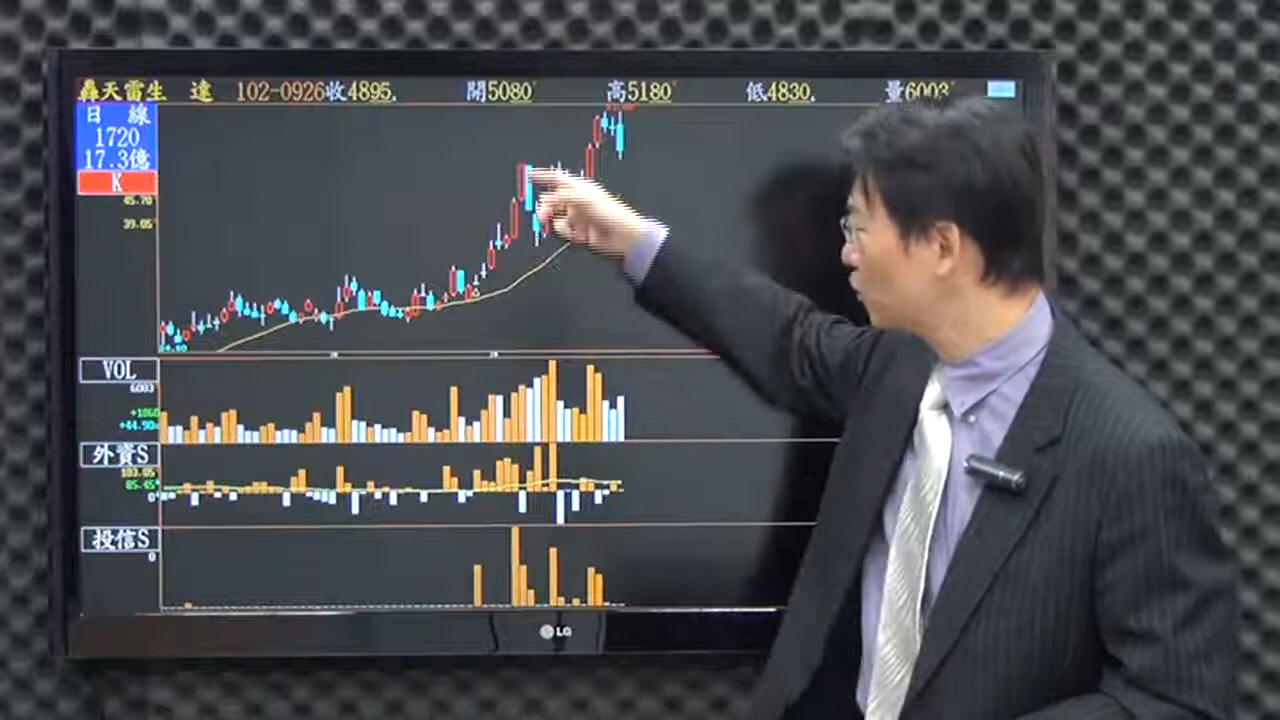 轟天雷生 達 102-0926收4895. 開5080 高5180 低4830. 量6003
日 線
1720
17.3億
K
45.70
39.05
VOL
6003
+1060
+44.90
外資S
103.05
85.45
0
投信S
0
LG